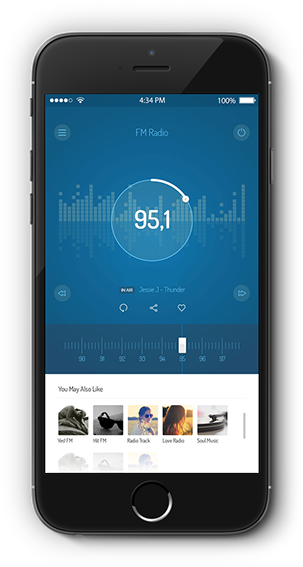 4:34 PM 100%
FM Radio
95,1
IN AIR Jessie J - Thunder
90 91 92 93 94 95 96 97
You May Also Like
Yed FM Hit FM Radio Track Love Radio Soul Music